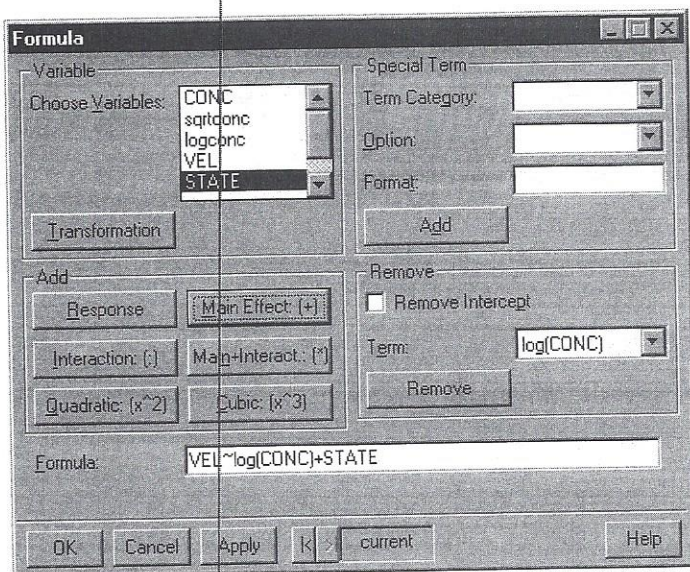 Formula
Variable
Choose Variables:
CONC
sqrtconc
logconc
VEL
STATE
Transformation
Special Term
Term Category:
Option:
Format:
Add
Add
Response
Main Effect: (+)
Interaction: (:)
Main+Interact.: (*)
Quadratic: (x^2)
Cubic: (x^3)
Remove
Remove Intercept
Term:
log(CONC)
Remove
Formula:
VEL~log(CONC)+STATE
OK
Cancel
Apply
current
Help